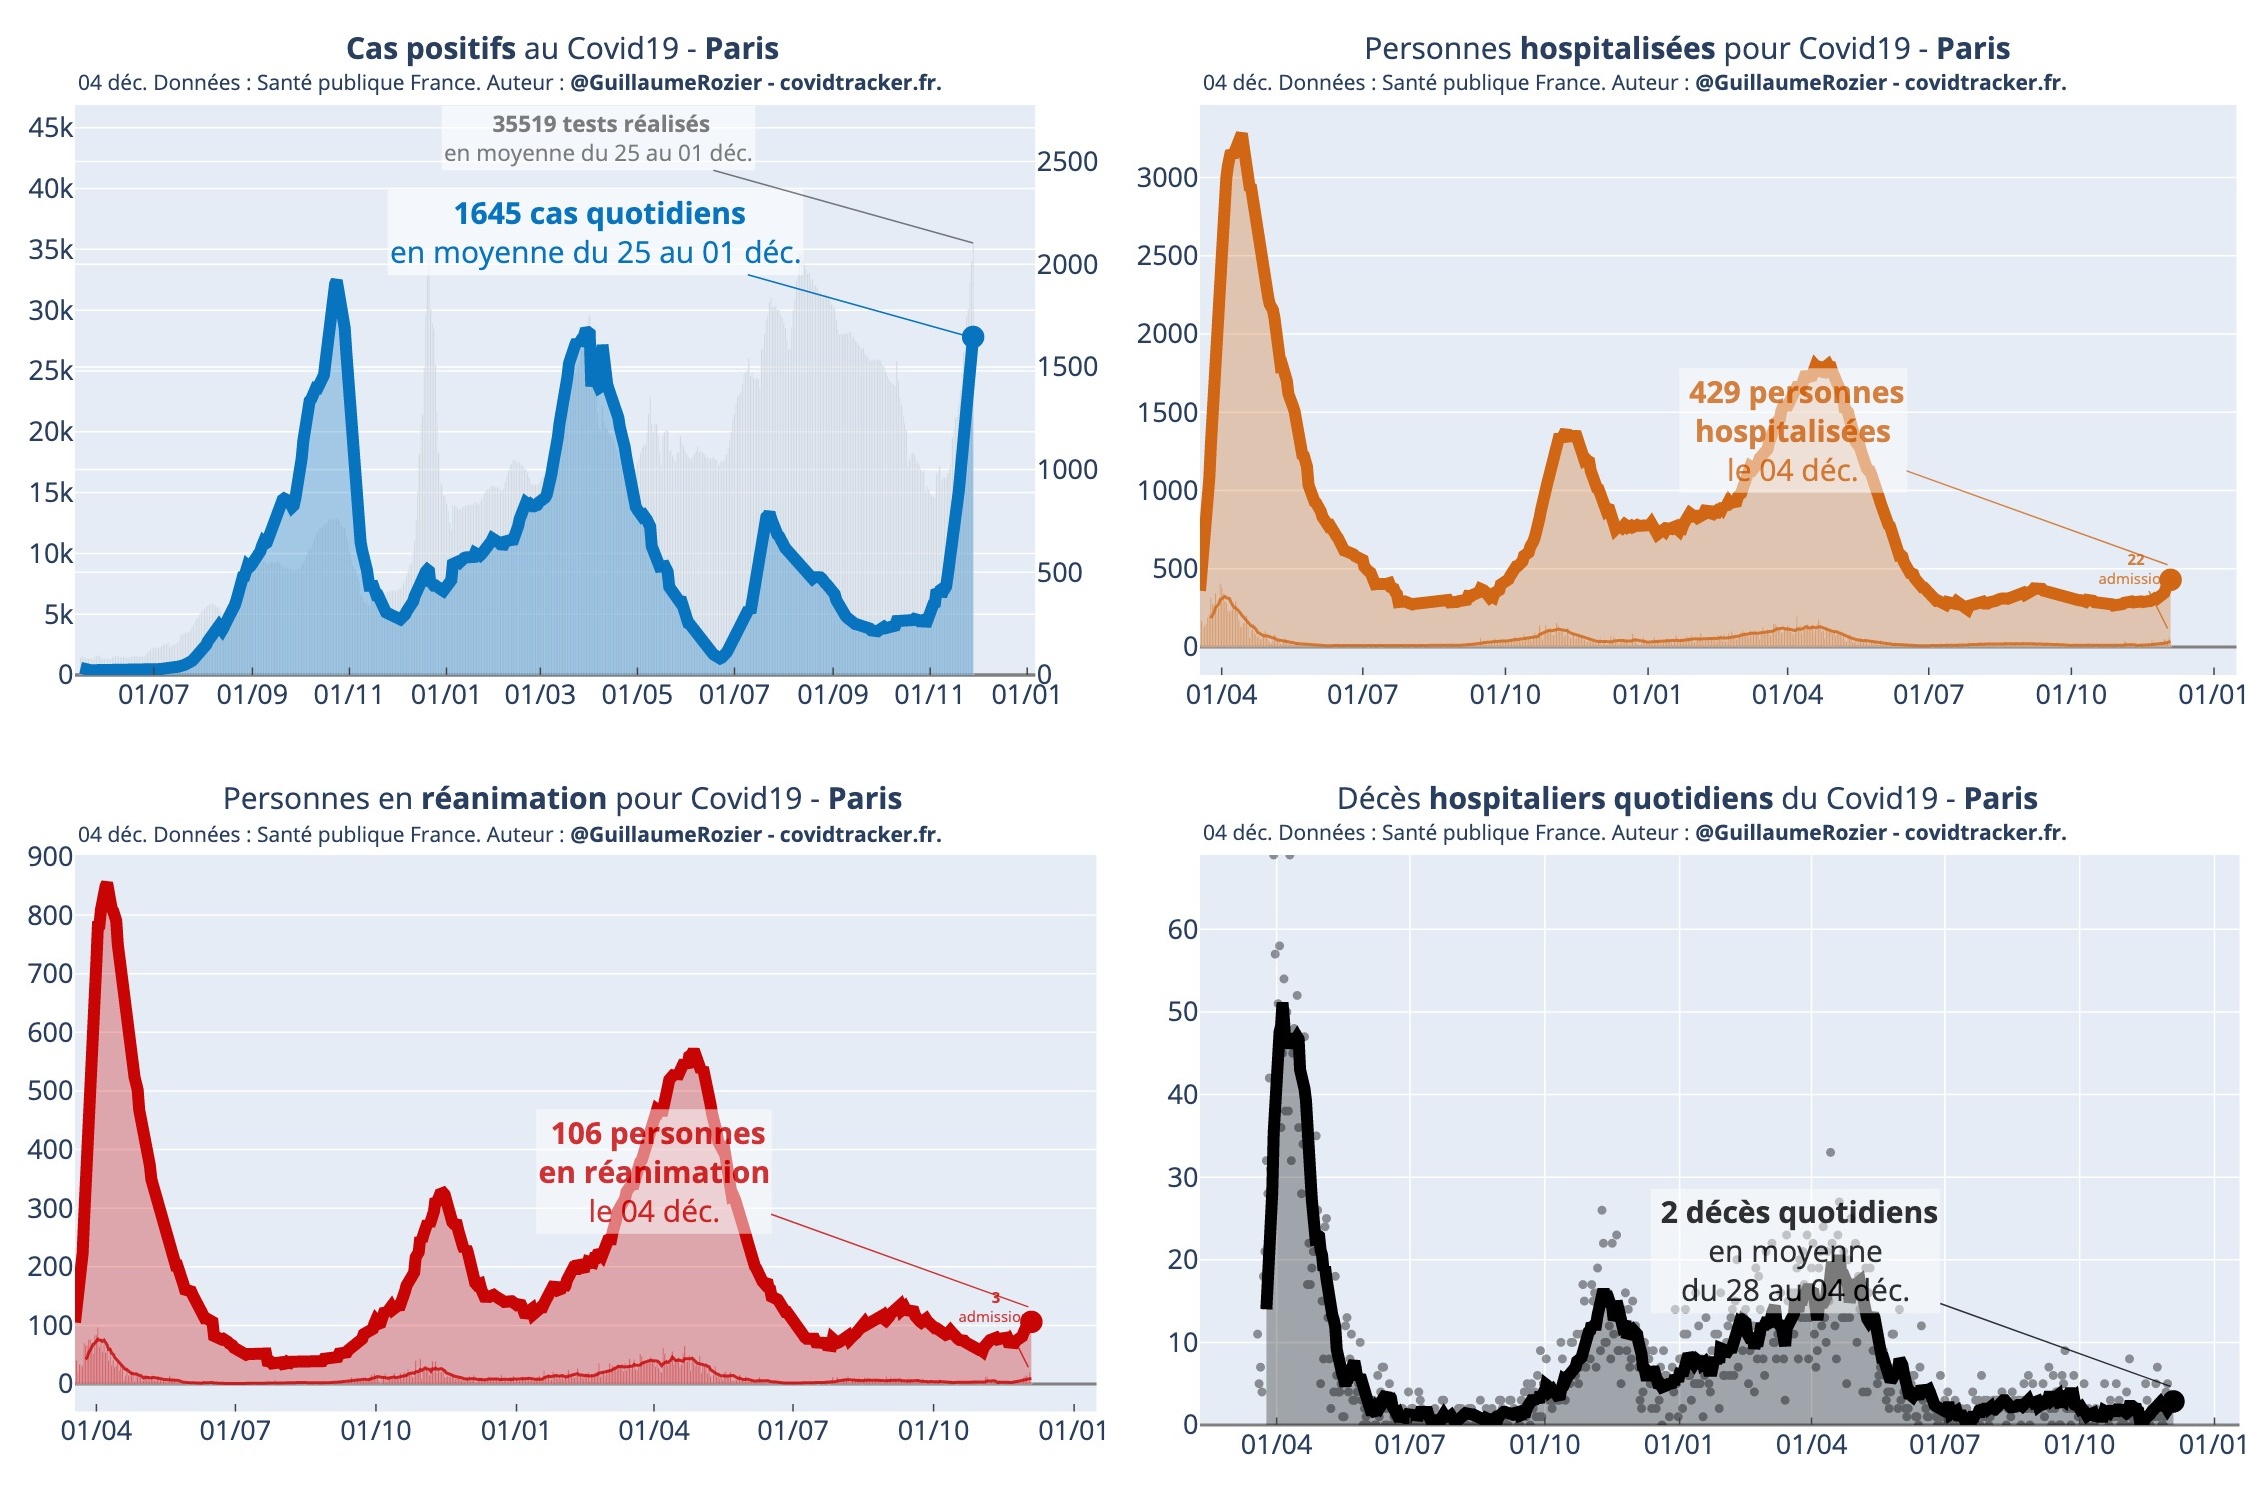 Cas positifs au Covid19 - Paris
04 déc. Données : Santé publique France. Auteur : @GuillaumeRozier - covidtracker.fr.
35519 tests réalisés
en moyenne du 25 au 01 déc.
1645 cas quotidiens
en moyenne du 25 au 01 déc.
45k
40k
35k
30k
25k
20k
15k
10k
5k
0
2500
2000
1500
1000
500
0
01/07 01/09 01/11 01/01 01/03 01/05 01/07 01/09 01/11 01/01
Personnes hospitalisées pour Covid19 - Paris
04 déc. Données : Santé publique France. Auteur : @GuillaumeRozier - covidtracker.fr.
3000
2500
2000
1500
1000
500
0
429 personnes
hospitalisées
le 04 déc.
22
admissio
01/04 01/07 01/10 01/01 01/04 01/07 01/10 01/01
Personnes en réanimation pour Covid19 - Paris
04 déc. Données : Santé publique France. Auteur : @GuillaumeRozier - covidtracker.fr.
900
800
700
600
500
400
300
200
100
0
106 personnes
en réanimation
le 04 déc.
3
admissio
01/04 01/07 01/10 01/01 01/04 01/07 01/10 01/01
Décès hospitaliers quotidiens du Covid19 - Paris
04 déc. Données : Santé publique France. Auteur : @GuillaumeRozier - covidtracker.fr.
60
50
40
30
20
10
0
2 décès quotidiens
en moyenne
du 28 au 04 déc.
01/04 01/07 01/10 01/01 01/04 01/07 01/10 01/01